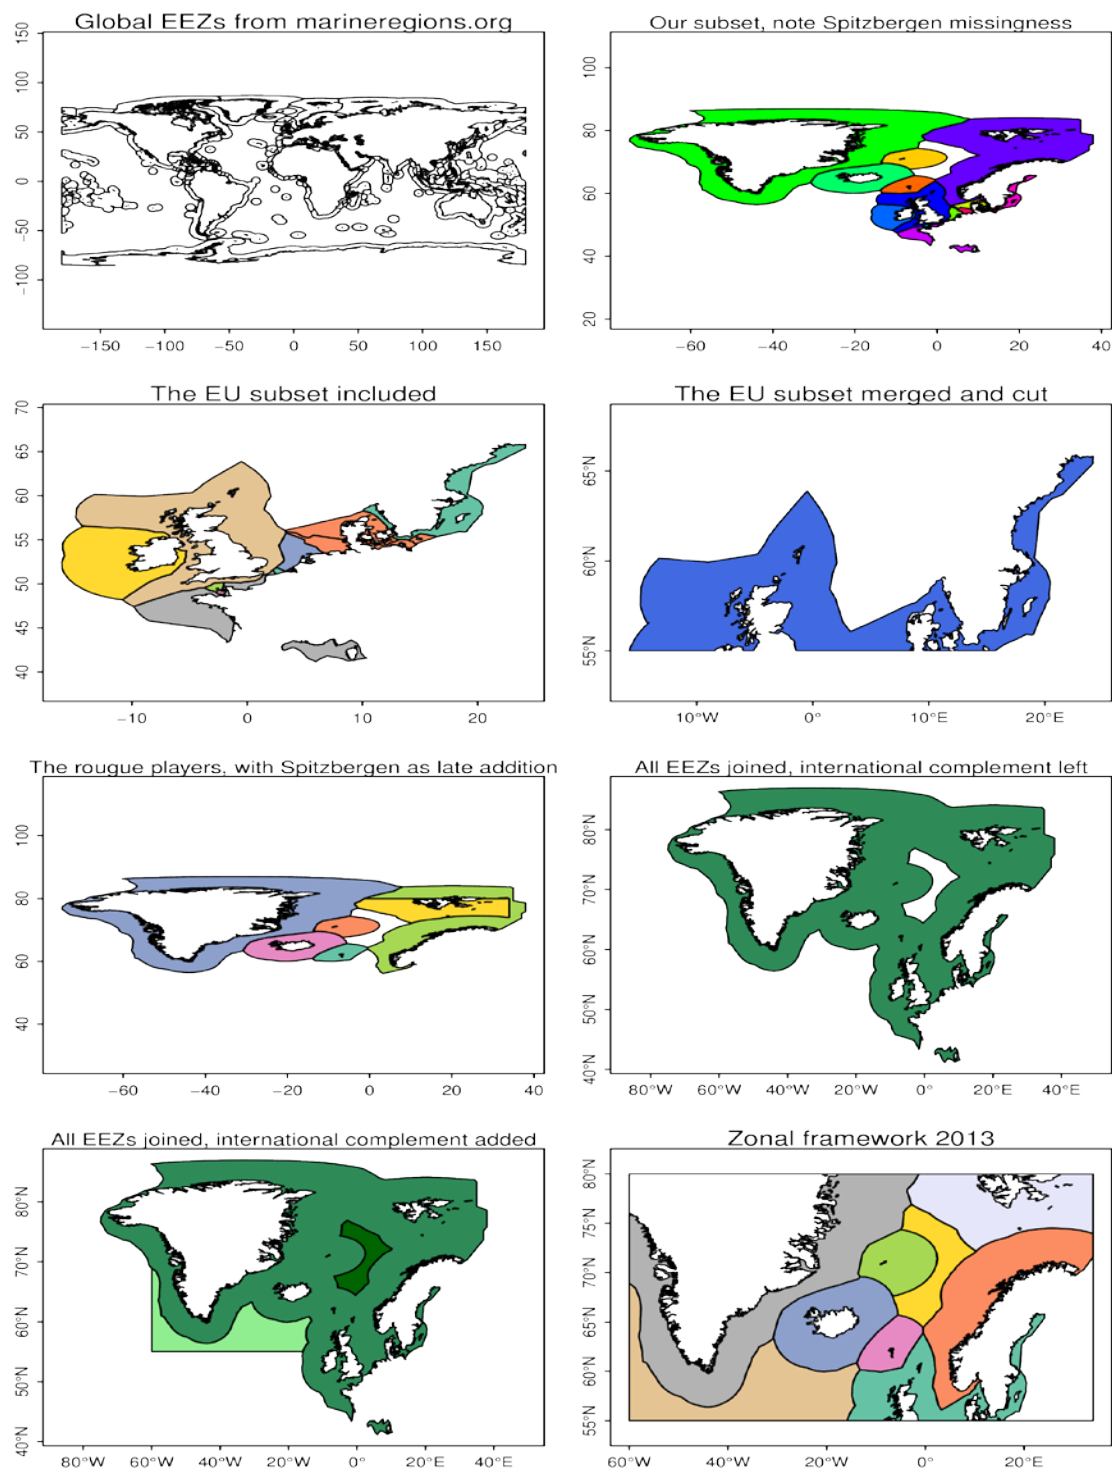 Global EEZs from marineregions.org
150
100
50
0
−50
−100
−150 −100 −50 0 50 100 150
Our subset, note Spitzbergen missingness
100
80
60
40
20
−60 −40 −20 0 20 40
The EU subset included
70
65
60
55
50
45
40
−10 0 10 20
The EU subset merged and cut
65°N
60°N
55°N
10°W 0° 10°E 20°E
The rougue players, with Spitzbergen as late addition
100
80
60
40
−60 −40 −20 0 20 40
All EEZs joined, international complement left
80°N
70°N
60°N
50°N
40°N
80°W 60°W 40°W 20°W 0° 20°E 40°E
All EEZs joined, international complement added
80°N
70°N
60°N
50°N
40°N
80°W 60°W 40°W 20°W 0° 20°E 40°E
Zonal framework 2013
80°N
75°N
70°N
65°N
60°N
55°N
60°W 40°W 20°W 0° 20°E